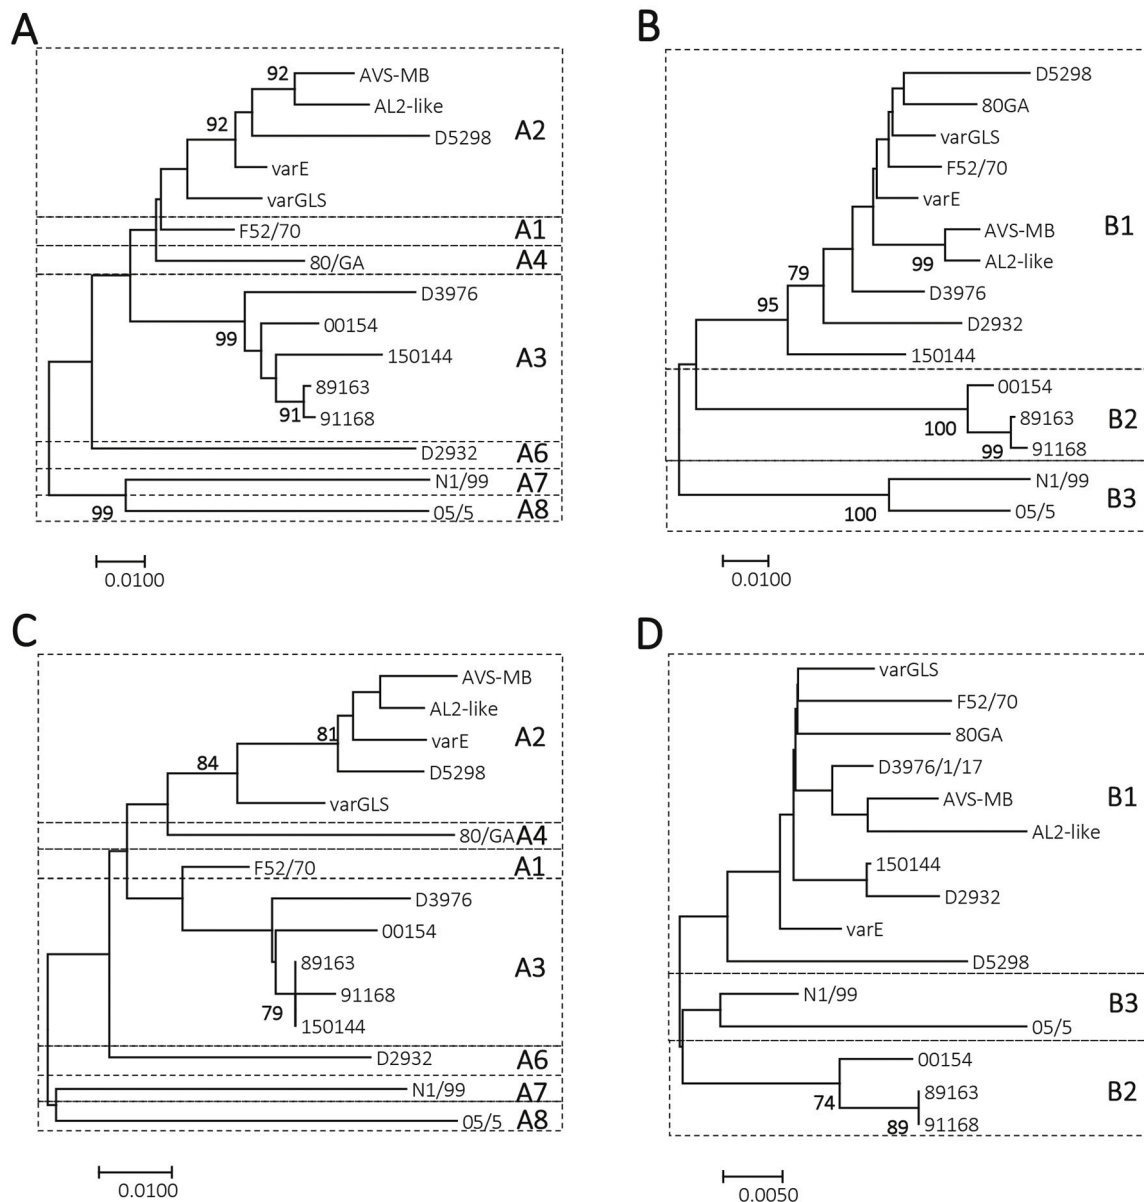 A
92
AVS-MB
AL2-like
92
A2
D5298
varE
varGLS
F52/70
A1
80/GA
A4
D3976
00154
99
150144
A3
89163
91
91168
D2932
A6
N1/99
A7
99
05/5
A8
0.0100
B
D5298
80GA
varGLS
F52/70
varE
B1
AVS-MB
99
AL2-like
79
D3976
95
D2932
150144
00154
100
89163
B2
99
91168
N1/99
B3
100
05/5
0.0100
C
AVS-MB
AL2-like
81
varE
A2
84
D5298
varGLS
80/GA
A4
F52/70
A1
D3976
00154
89163
A3
91168
79
150144
D2932
A6
N1/99
A7
05/5
A8
0.0100
D
varGLS
F52/70
80GA
D3976/1/17
AVS-MB
B1
AL2-like
150144
D2932
varE
D5298
N1/99
B3
05/5
00154
74
89163
B2
89
91168
0.0050